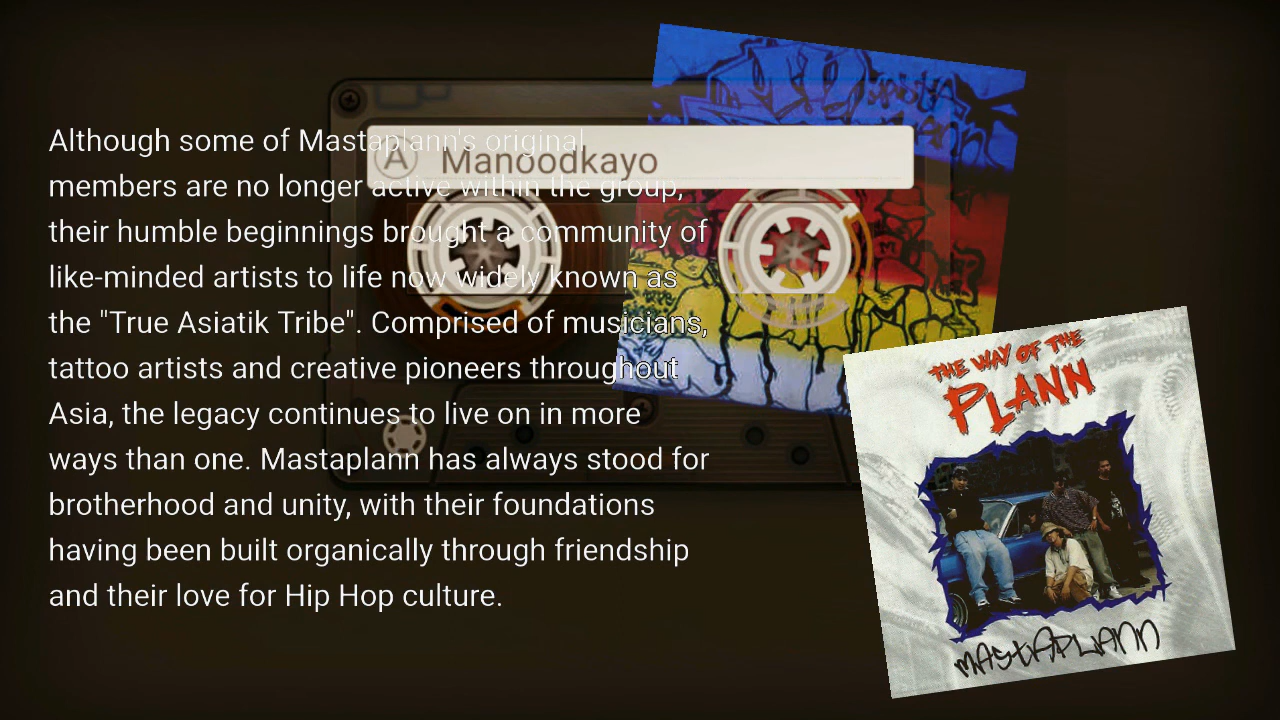 Although some of Mastaplann's original
members are no longer active within the group,
their humble beginnings brought a community of
like-minded artists to life now widely known as
the "True Asiatik Tribe". Comprised of musicians,
tattoo artists and creative pioneers throughout
Asia, the legacy continues to live on in more
ways than one. Mastaplann has always stood for
brotherhood and unity, with their foundations
having been built organically through friendship
and their love for Hip Hop culture.
A Manoodkayo
THE WAY OF THE
PLANN
MASTAPLANN